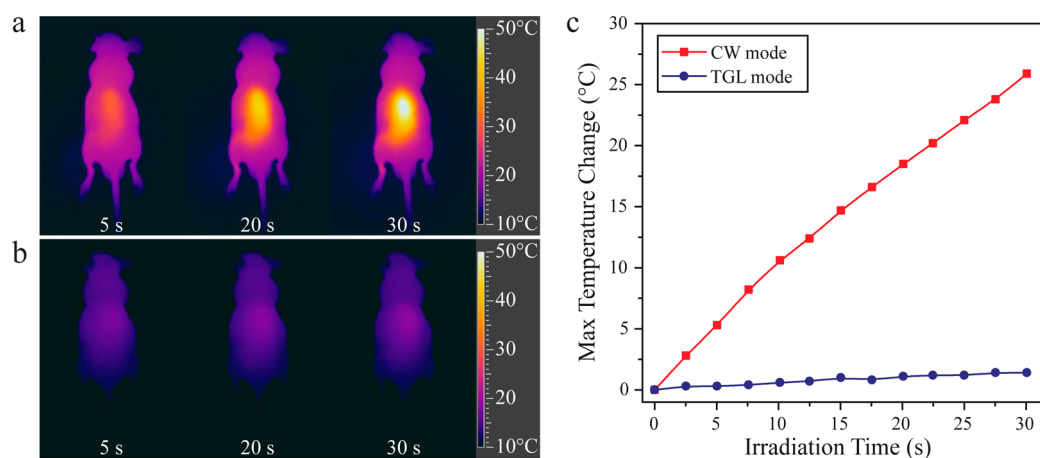 a
50°C
40
30
20
10°C
5 s
20 s
30 s
b
50°C
40
30
20
10°C
5 s
20 s
30 s
c
Max Temperature Change (°C)
30
25
20
15
10
5
0
CW mode
TGL mode
0 5 10 15 20 25 30
Irradiation Time (s)